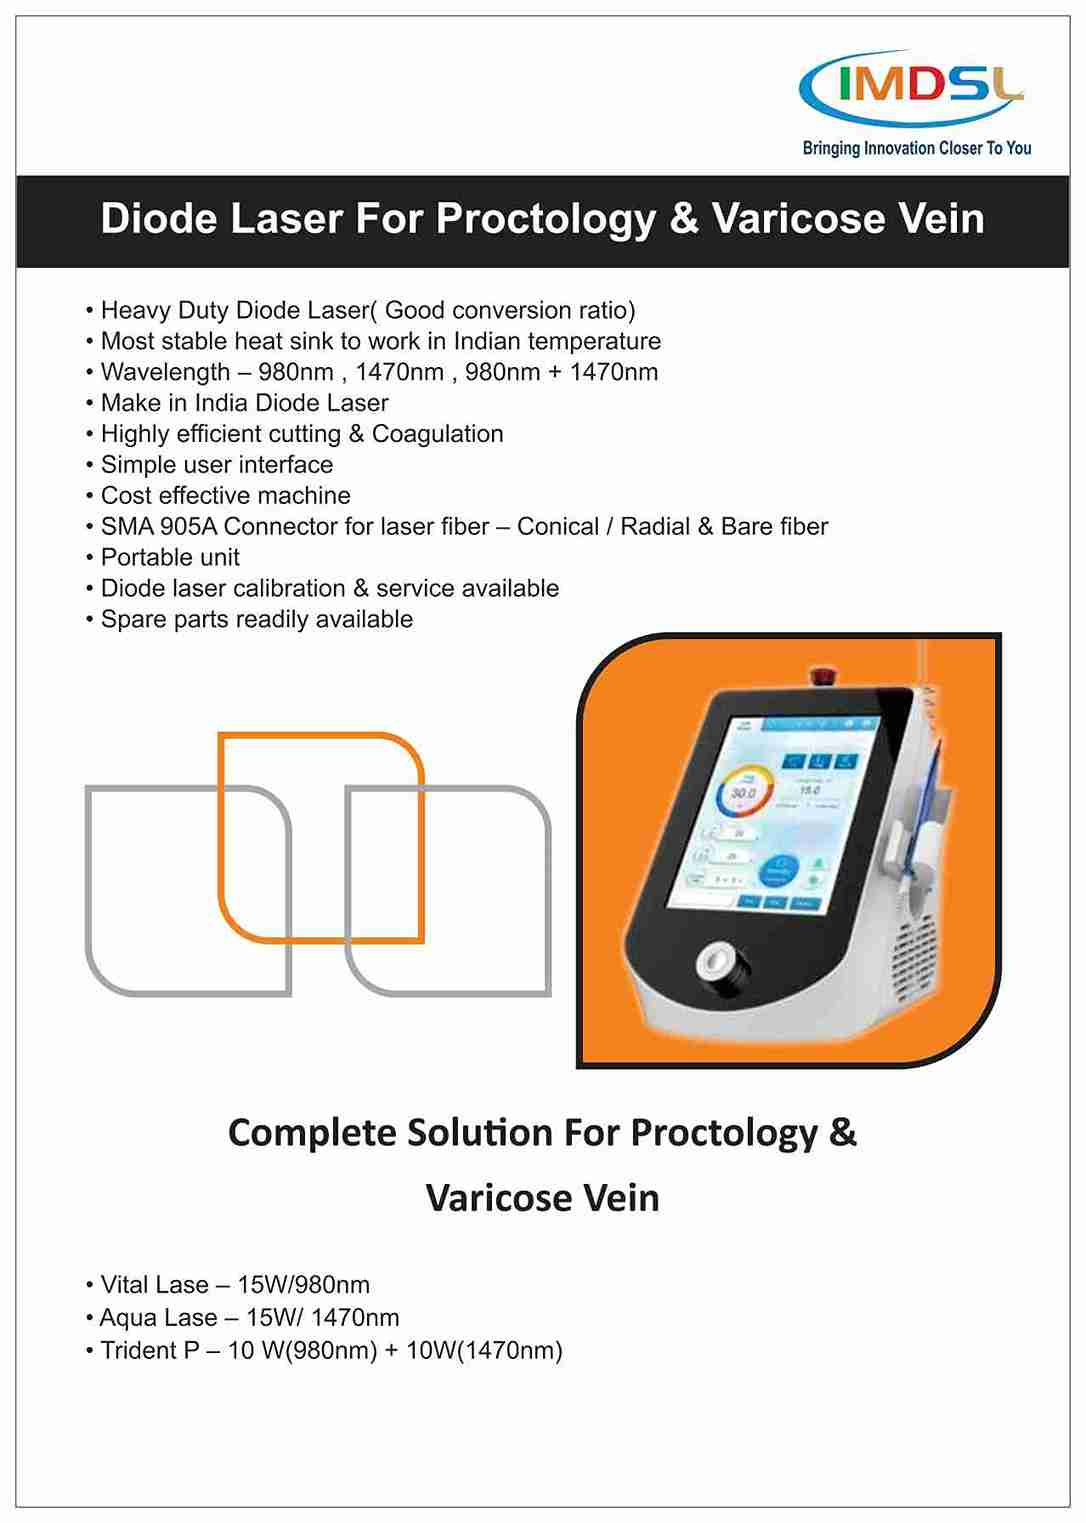 IMDSL
Bringing Innovation Closer To You
Diode Laser For Proctology & Varicose Vein
• Heavy Duty Diode Laser( Good conversion ratio)
• Most stable heat sink to work in Indian temperature
• Wavelength – 980nm , 1470nm , 980nm + 1470nm
• Make in India Diode Laser
• Highly efficient cutting & Coagulation
• Simple user interface
• Cost effective machine
• SMA 905A Connector for laser fiber – Conical / Radial & Bare fiber
• Portable unit
• Diode laser calibration & service available
• Spare parts readily available
30.0
15.0
Complete Solution For Proctology &
Varicose Vein
• Vital Lase – 15W/980nm
• Aqua Lase – 15W/ 1470nm
• Trident P – 10 W(980nm) + 10W(1470nm)